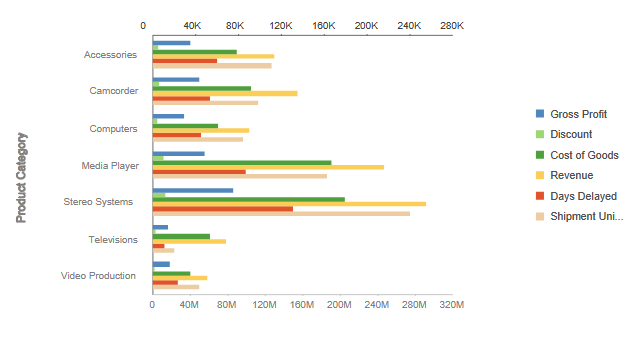 0 40K 80K 120K 160K 200K 240K 280K
Product Category
Accessories
Camcorder
Computers
Media Player
Stereo Systems
Televisions
Video Production
0 40M 80M 120M 160M 200M 240M 280M 320M
Gross Profit
Discount
Cost of Goods
Revenue
Days Delayed
Shipment Uni...